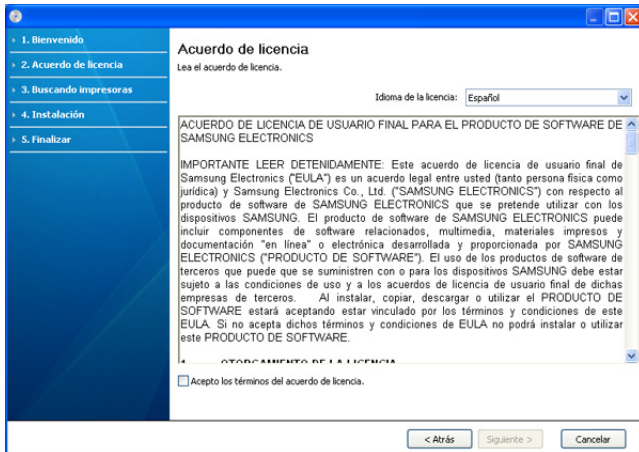 1. Bienvenido
2. Acuerdo de licencia
3. Buscando impresoras
4. Instalación
5. Finalizar
Acuerdo de licencia
Lea el acuerdo de licencia.
Idioma de la licencia: Español
ACUERDO DE LICENCIA DE USUARIO FINAL PARA EL PRODUCTO DE SOFTWARE DE
SAMSUNG ELECTRONICS
IMPORTANTE LEER DETENIDAMENTE: Este acuerdo de licencia de usuario final de
Samsung Electronics ("EULA") es un acuerdo legal entre usted (tanto persona física como
jurídica) y Samsung Electronics Co., Ltd. ("SAMSUNG ELECTRONICS") con respecto al
producto de software de SAMSUNG ELECTRONICS que se pretende utilizar con los
dispositivos SAMSUNG. El producto de software de SAMSUNG ELECTRONICS puede
incluir componentes de software relacionados, multimedia, materiales impresos y
documentación "en línea" o electrónica desarrollada y proporcionada por SAMSUNG
ELECTRONICS ("PRODUCTO DE SOFTWARE"). El uso de los productos de software de
terceros que puede que se suministren con o para los dispositivos SAMSUNG debe estar
sujeto a las condiciones de uso y a los acuerdos de licencia de usuario final de dichas
empresas de terceros. Al instalar, copiar, descargar o utilizar el PRODUCTO DE
SOFTWARE estará aceptando estar vinculado por los términos y condiciones de este
EULA. Si no acepta dichos términos y condiciones de EULA no podrá instalar o utilizar
este PRODUCTO DE SOFTWARE.
1. OTORGAMIENTO DE LA LICENCIA
Acepto los términos del acuerdo de licencia.
< Atrás Siguiente > Cancelar